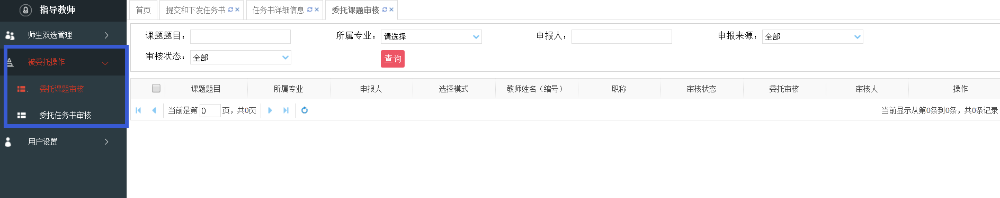 指导教师
师生双选管理
被委托操作
委托课题审核
委托任务书审核
用户设置
首页 提交和下发任务书 任务书详细信息 委托课题审核
课题题目： 所属专业： 请选择 申报人： 申报来源： 全部
审核状态： 全部 查询
课题题目 所属专业 申报人 选择模式 教师姓名（编号） 职称 审核状态 委托审核 审核人 操作
当前是第 0 页，共0页 当前显示从第0条到0条，共0条记录